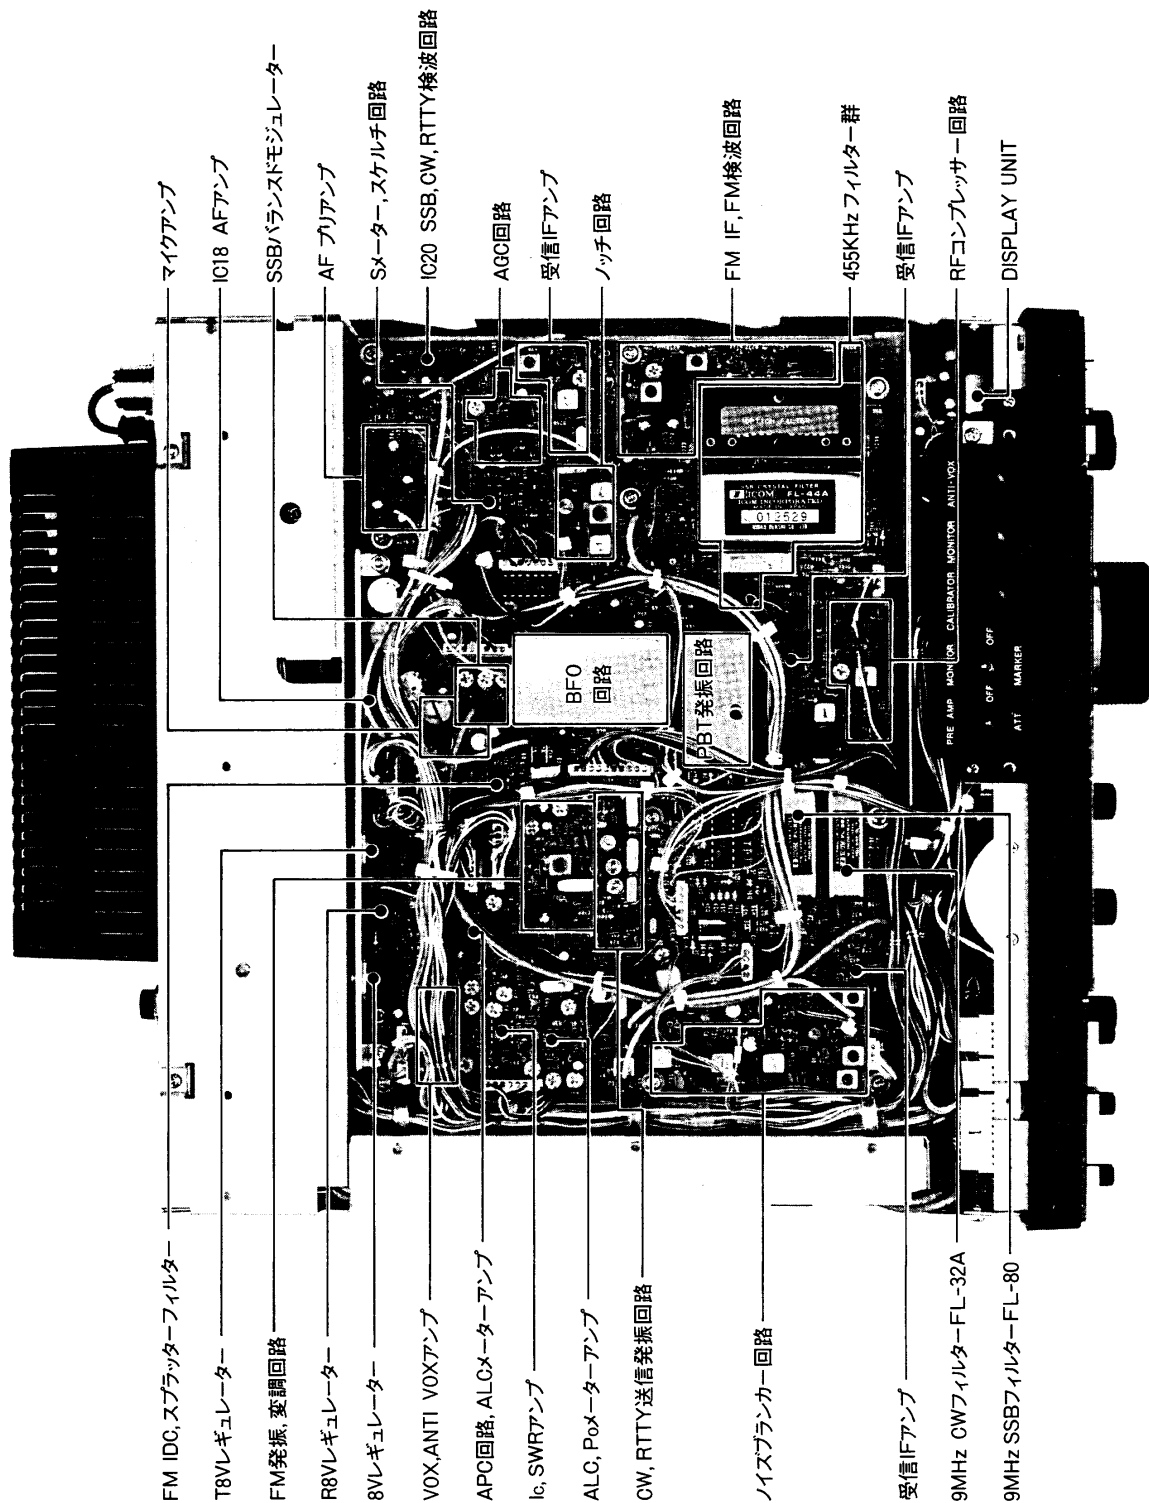 マイクアンプ
IC18 AFアンプ
SSBバランスドモジュレーター
AF プリアンプ
Sメーター,スケルチ回路
IC20 SSB,CW,RTTY検波回路
AGC回路
受信IFアンプ
ノッチ回路
FM IF,FM検波回路
455KHz フィルター群
受信IFアンプ
RFコンプレッサー回路
DISPLAY UNIT
BFO
回路
PBT発振回路
SSB CRYSTAL FILTER
ICOM FL-44A
ICOM INCORPORATED
MADE IN JAPAN
012529
PRE AMP MONITOR CALIBRATOR MONITOR ANTI-VOX
OFF OFF
ATT MARKER
FM IDC,スプラッターフィルター
T8Vレギュレーター
FM発振,変調回路
R8Vレギュレーター
8Vレギュレーター
VOX,ANTI VOXアンプ
APC回路,ALCメーターアンプ
Ic,SWRアンプ
ALC,Poメーターアンプ
CW,RTTY送信発振回路
ノイズブランカー回路
受信IFアンプ
9MHz CWフィルターFL-32A
9MHz SSBフィルターFL-80